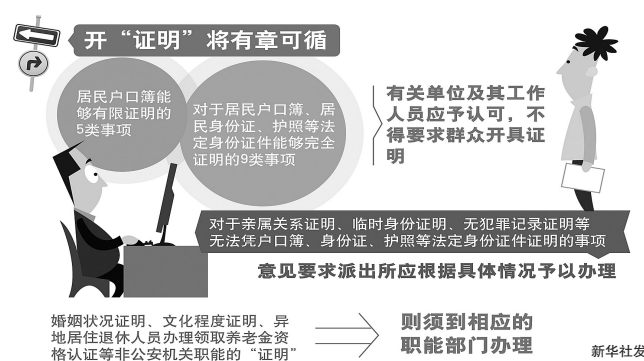 开“证明”将有章可循
居民户口簿能
够有限证明的
5类事项
对于居民户口簿、居
民身份证、护照等法
定身份证件能够完全
证明的9类事项
有关单位及其工作
人员应予认可，不
得要求群众开具证
明
对于亲属关系证明、临时身份证明、无犯罪记录证明等
无法凭户口簿、身份证、护照等法定身份证件证明的事项
意见要求派出所应根据具体情况予以办理
婚姻状况证明、文化程度证明、异
地居住退休人员办理领取养老金资
格认证等非公安机关职能的“证明”
则须到相应的
职能部门办理
新华社发